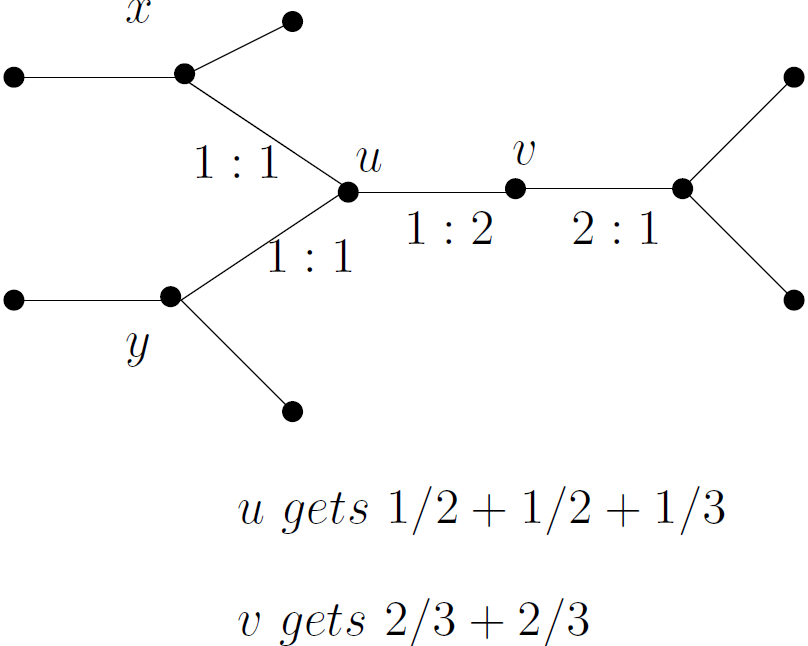 x
1 : 1
u
v
1 : 2
2 : 1
1 : 1
y
u gets 1/2 + 1/2 + 1/3
v gets 2/3 + 2/3